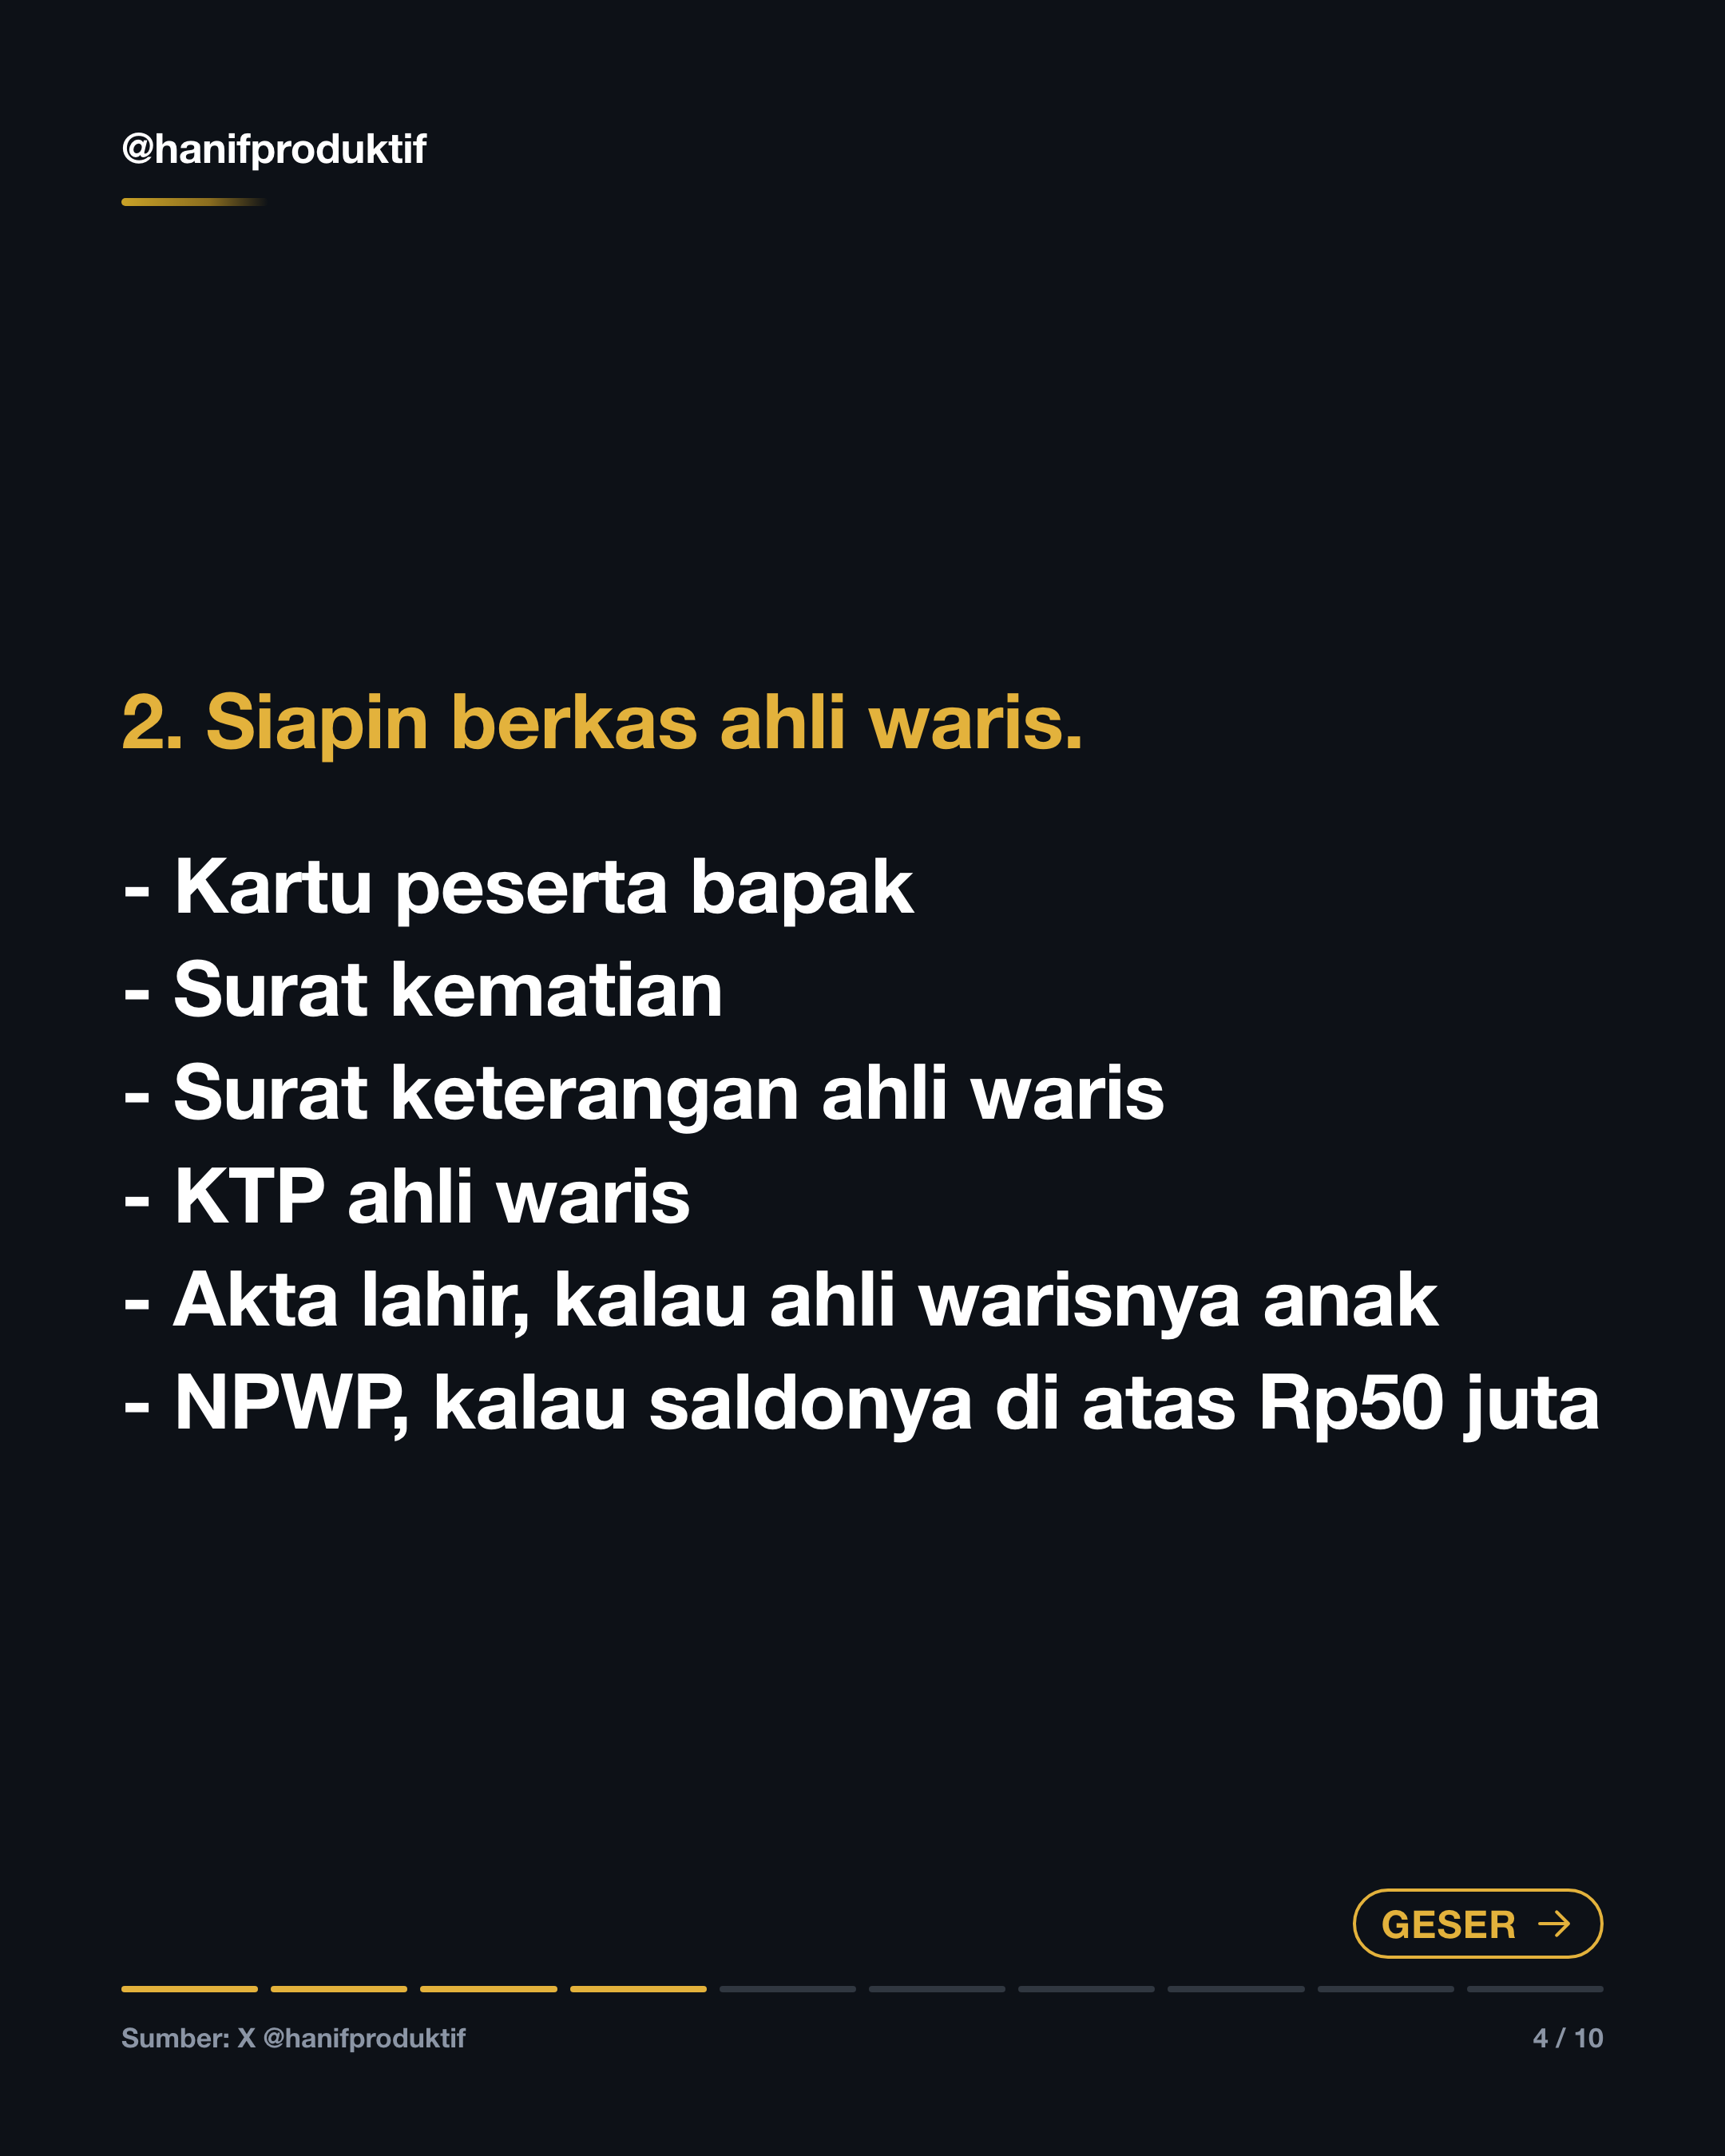 @hanifproduktif
2. Siapin berkas ahli waris.
- Kartu peserta bapak
- Surat kematian
- Surat keterangan ahli waris
- KTP ahli waris
- Akta lahir, kalau ahli warisnya anak
- NPWP, kalau saldonya di atas Rp50 juta
GESER →
Sumber: X @hanifproduktif
4 / 10